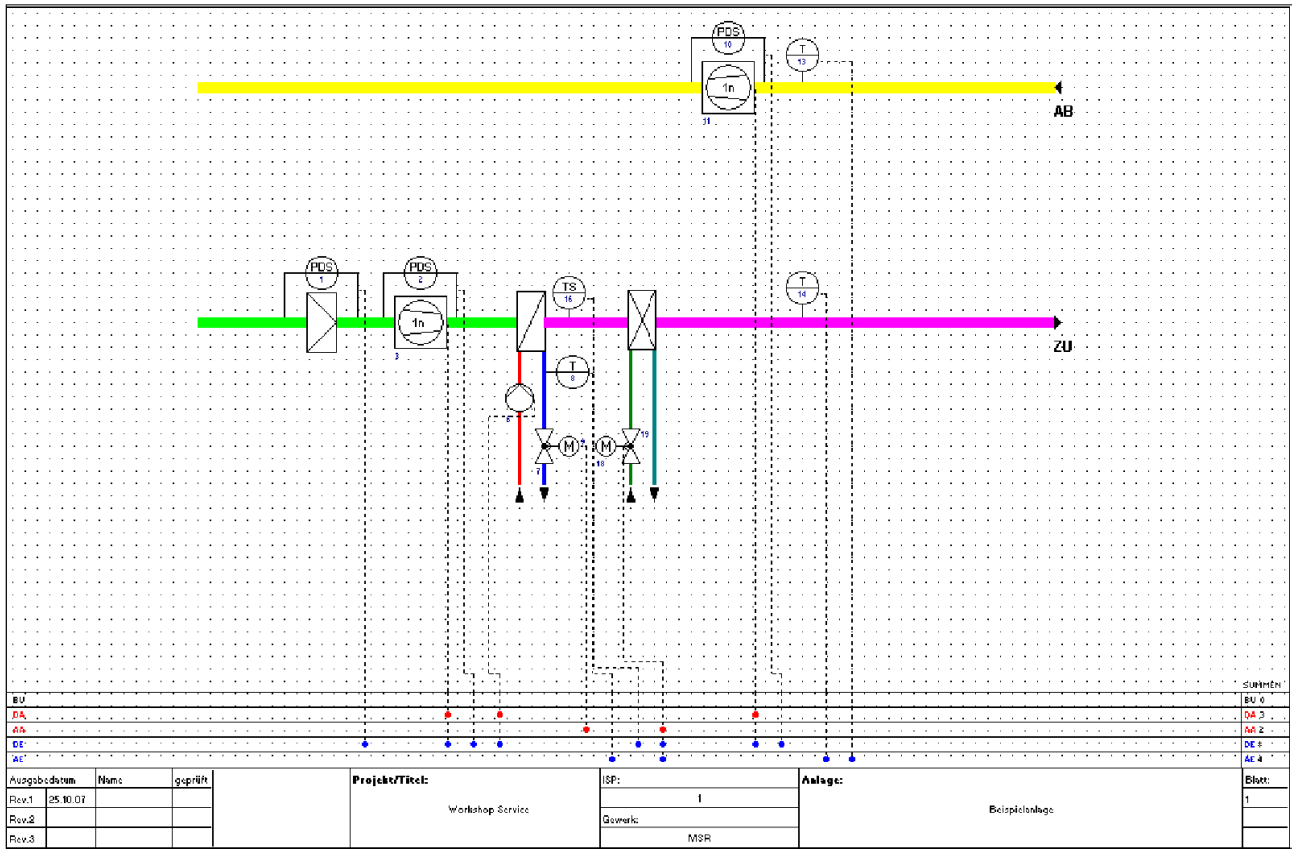 PDS
10
T
13
1n
11
AB
PDS
1
PDS
2
TS
16
T
14
1n
3
ZU
T
8
6
M
9
M
19
7
18
SUMMEN
BU
BU 0
DA
DA 3
AA
AA 2
DE
DE 8
AE
AE 4
Ausgabedatum Name geprüft
Projekt/Titel:
ISP:
Anlage:
Blatt:
Rev.1 25.10.07
Workshop Service
1
Beispielanlage
1
Rev.2
Gewerk:
Rev.3
MSR